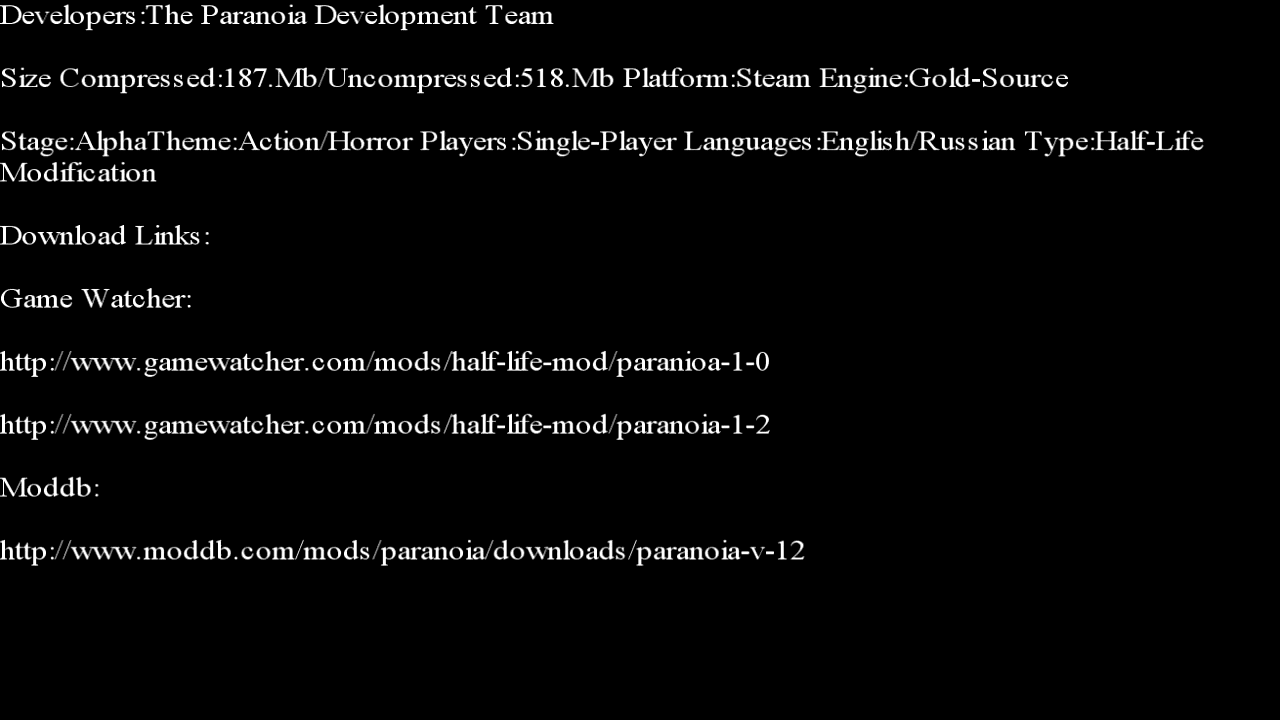 Developers:The Paranoia Development Team
Size Compressed:187.Mb/Uncompressed:518.Mb Platform:Steam Engine:Gold-Source
Stage:AlphaTheme:Action/Horror Players:Single-Player Languages:English/Russian Type:Half-Life
Modification
Download Links:
Game Watcher:
http://www.gamewatcher.com/mods/half-life-mod/paranioa-1-0
http://www.gamewatcher.com/mods/half-life-mod/paranoia-1-2
Moddb:
http://www.moddb.com/mods/paranoia/downloads/paranoia-v-12